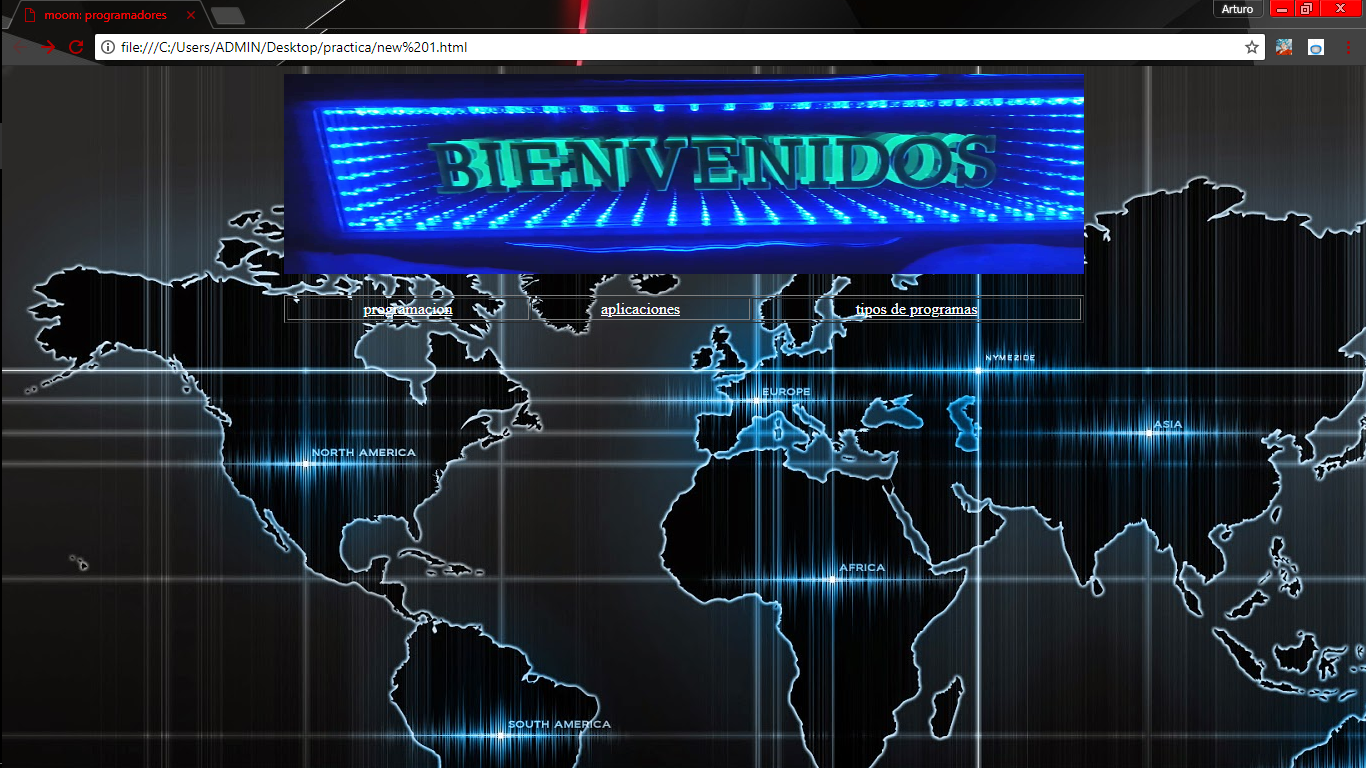 moom: programadores
Arturo
file:///C:/Users/ADMIN/Desktop/practica/new%201.html
BIENVENIDOS
programacion aplicaciones tipos de programas
NYMEZIDE
EUROPE
ASIA
NORTH AMERICA
AFRICA
SOUTH AMERICA